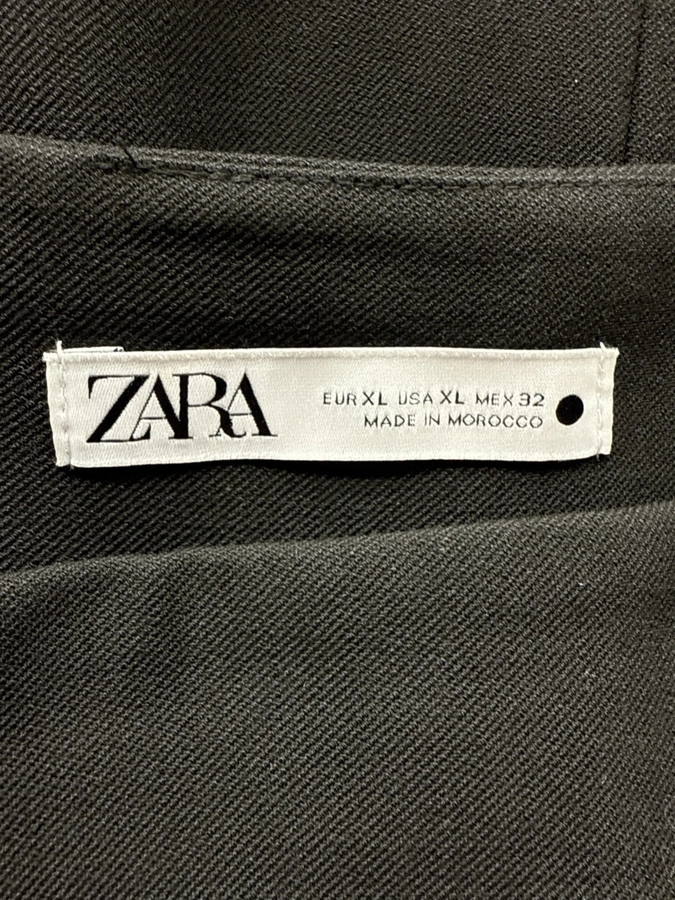 ZARA
EUR XL USA XL MEX 32
MADE IN MOROCCO